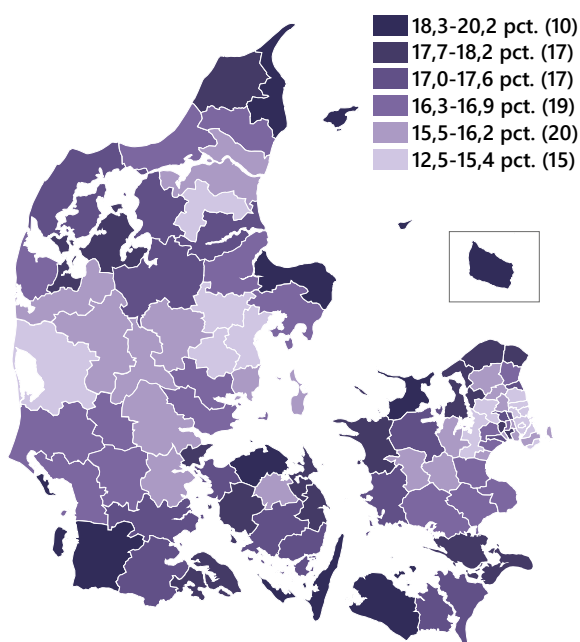 18,3-20,2 pct. (10)
17,7-18,2 pct. (17)
17,0-17,6 pct. (17)
16,3-16,9 pct. (19)
15,5-16,2 pct. (20)
12,5-15,4 pct. (15)